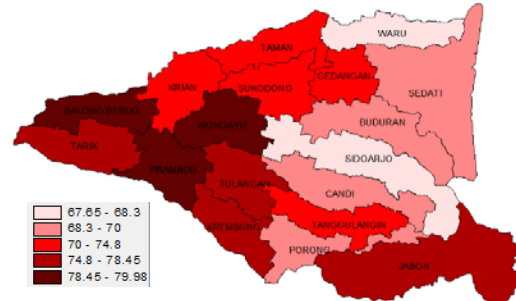 WARU
TAMAN
GEDANGAN
KRIAN
SUKODONO
SEDATI
BALONG BENDO
WONOAYU
BUDURAN
TARIK
SIDOARJO
PRAMBON
TULANGAN
CANDI
KREMBUNG
TANGGULANGIN
PORONG
JABON
67.65 - 68.3
68.3 - 70
70 - 74.8
74.8 - 78.45
78.45 - 79.98